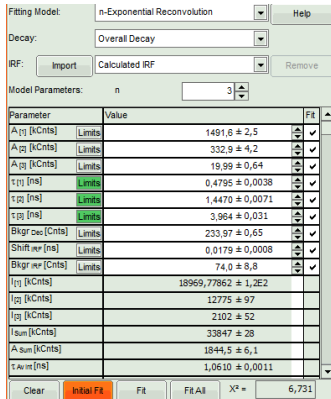 Fitting Model: n-Exponential Reconvolution Help
Decay: Overall Decay
IRF: Import Calculated IRF Remove
Model Parameters: n 3
Parameter Value Fit
A [1] [kCnts] Limits 1491,6 ± 2,5
A [2] [kCnts] Limits 332,9 ± 4,2
A [3] [kCnts] Limits 19,99 ± 0,64
τ [1] [ns] Limits 0,4795 ± 0,0038
τ [2] [ns] Limits 1,4470 ± 0,0071
τ [3] [ns] Limits 3,964 ± 0,031
Bkgr Dec [Cnts] Limits 233,97 ± 0,65
Shift IRF [ns] Limits 0,0179 ± 0,0008
Bkgr IRF [Cnts] Limits 74,0 ± 8,8
I [1] [kCnts] 18969,77862 ± 1,2E2
I [2] [kCnts] 12775 ± 97
I [3] [kCnts] 2102 ± 52
I Sum [kCnts] 33847 ± 28
A Sum [kCnts] 1844,5 ± 6,1
τ Av Int [ns] 1,0610 ± 0,0011
Clear Initial Fit Fit Fit All X² = 6,731